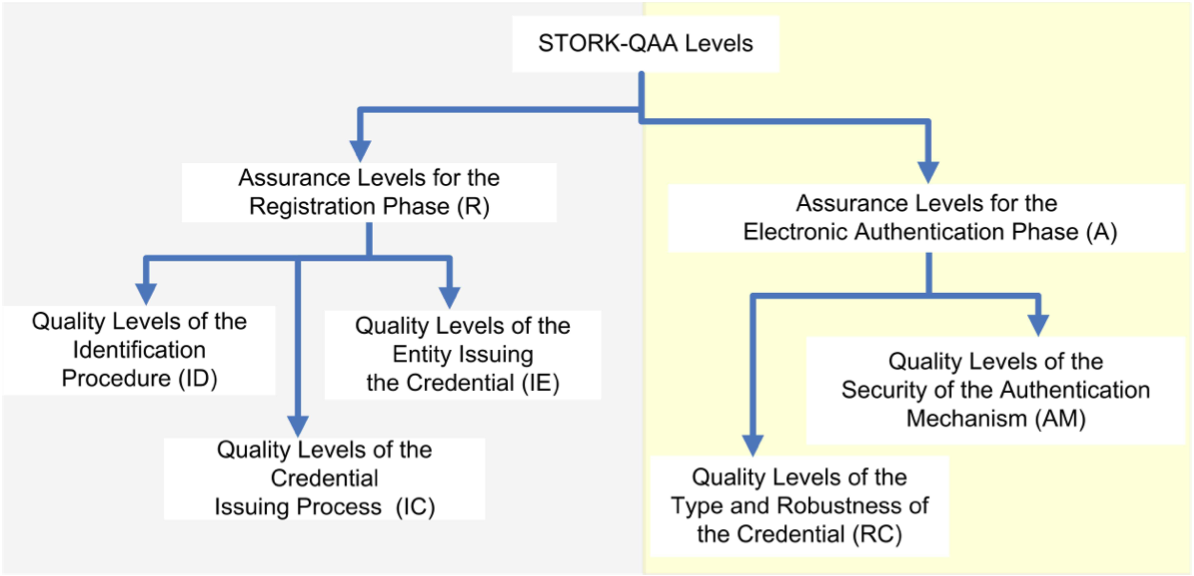 STORK-QAA Levels
Assurance Levels for the
Registration Phase (R)
Assurance Levels for the
Electronic Authentication Phase (A)
Quality Levels of the
Identification
Procedure (ID)
Quality Levels of the
Entity Issuing
the Credential (IE)
Quality Levels of the
Credential
Issuing Process (IC)
Quality Levels of the
Security of the Authentication
Mechanism (AM)
Quality Levels of the
Type and Robustness of
the Credential (RC)